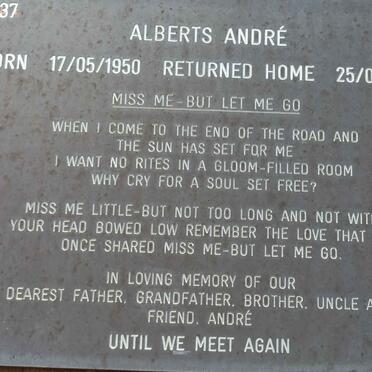 37
ALBERTS ANDRÉ
ORN 17/05/1950 RETURNED HOME 25/0
MISS ME-BUT LET ME GO
WHEN I COME TO THE END OF THE ROAD AND
THE SUN HAS SET FOR ME
I WANT NO RITES IN A GLOOM-FILLED ROOM
WHY CRY FOR A SOUL SET FREE?
MISS ME LITTLE-BUT NOT TOO LONG AND NOT WIT
YOUR HEAD BOWED LOW REMEMBER THE LOVE THAT
ONCE SHARED MISS ME-BUT LET ME GO.
IN LOVING MEMORY OF OUR
DEAREST FATHER, GRANDFATHER, BROTHER, UNCLE A
FRIEND, ANDRÉ
UNTIL WE MEET AGAIN